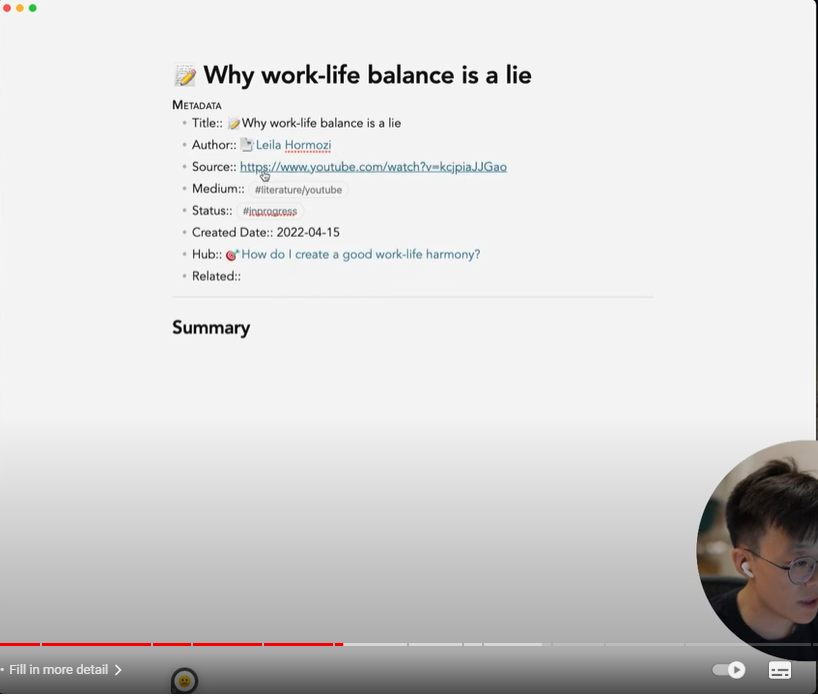 📝 Why work-life balance is a lie
METADATA
• Title:: 📝Why work-life balance is a lie
• Author:: 📄Leila Hormozi
• Source:: https://www.youtube.com/watch?v=kcjpiaJJGao
• Medium:: #literature/youtube
• Status:: #inprogress
• Created Date:: 2022-04-15
• Hub:: 🎯How do I create a good work-life harmony?
• Related::
Summary
• Fill in more detail >